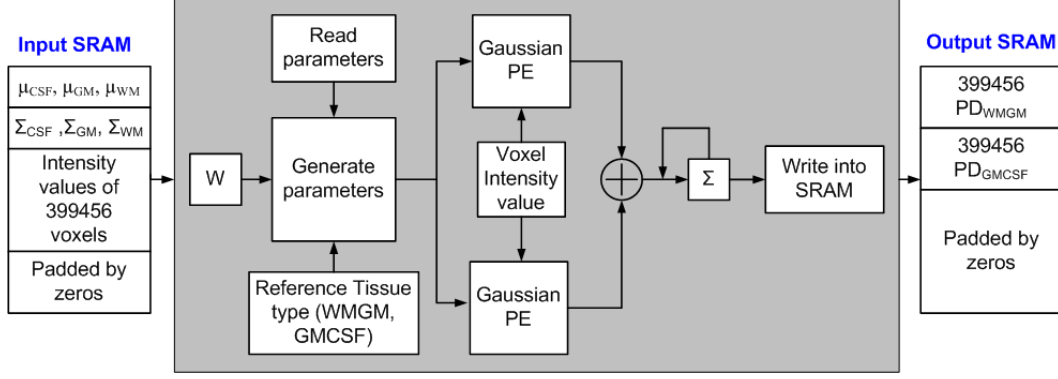 Input SRAM
μCSF, μGM, μWM
ΣCSF ,ΣGM, ΣWM
Intensity
values of
399456
voxels
Padded by
zeros
W
Read
parameters
Generate
parameters
Reference Tissue
type (WMGM,
GMCSF)
Gaussian
PE
Voxel
Intensity
value
Gaussian
PE
Σ
Write into
SRAM
Output SRAM
399456
PDWMGM
399456
PDGMCSF
Padded by
zeros